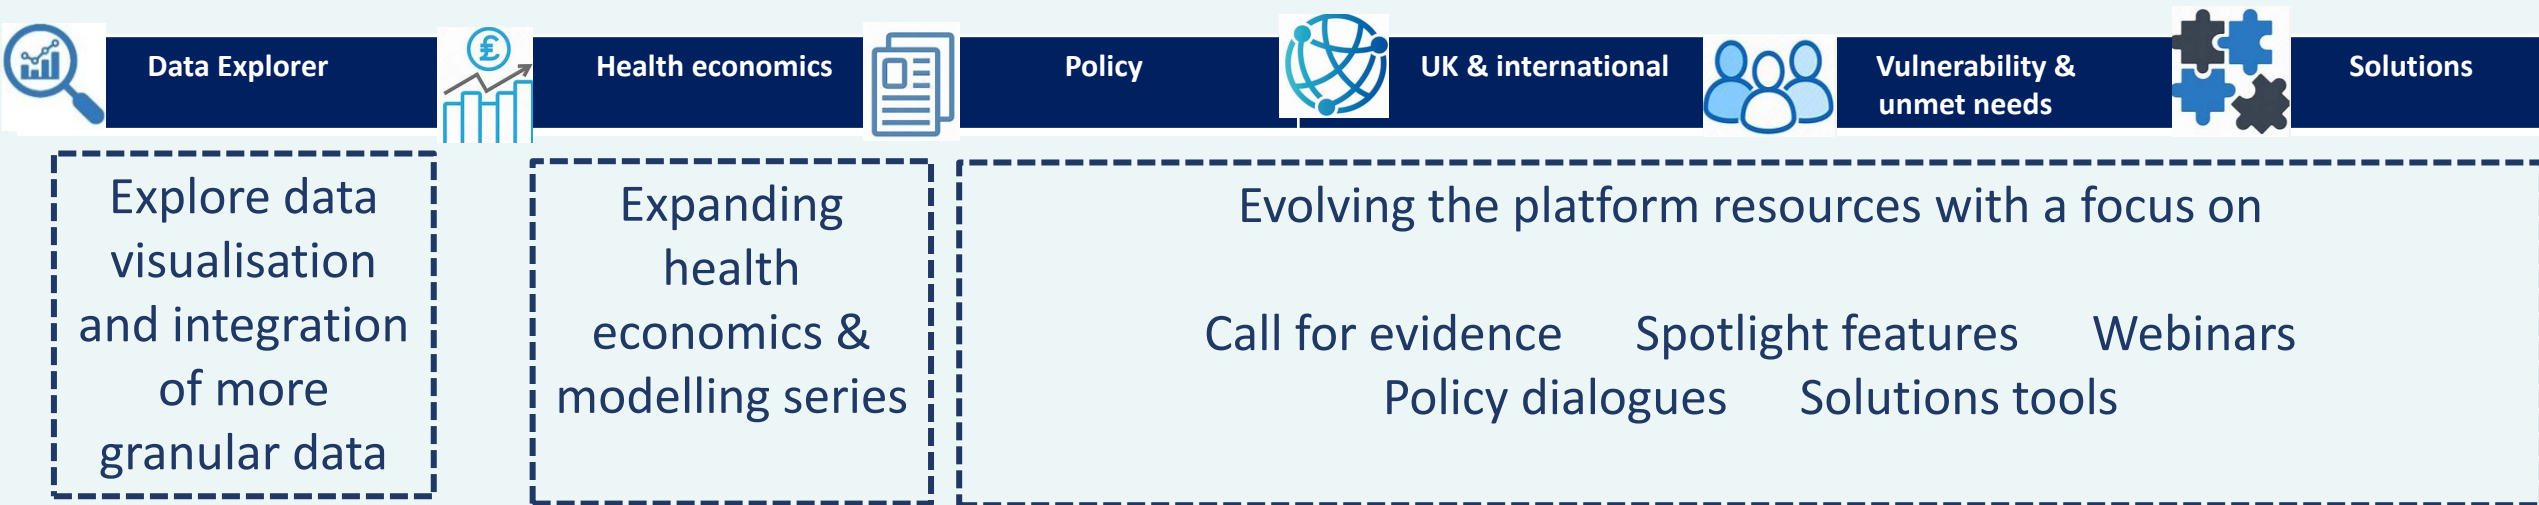 Data Explorer
Health economics
Policy
UK & international
Vulnerability &
unmet needs
Solutions
Explore data
visualisation
and integration
of more
granular data
Expanding
health
economics &
modelling series
Evolving the platform resources with a focus on
Call for evidence Spotlight features Webinars
Policy dialogues Solutions tools
£